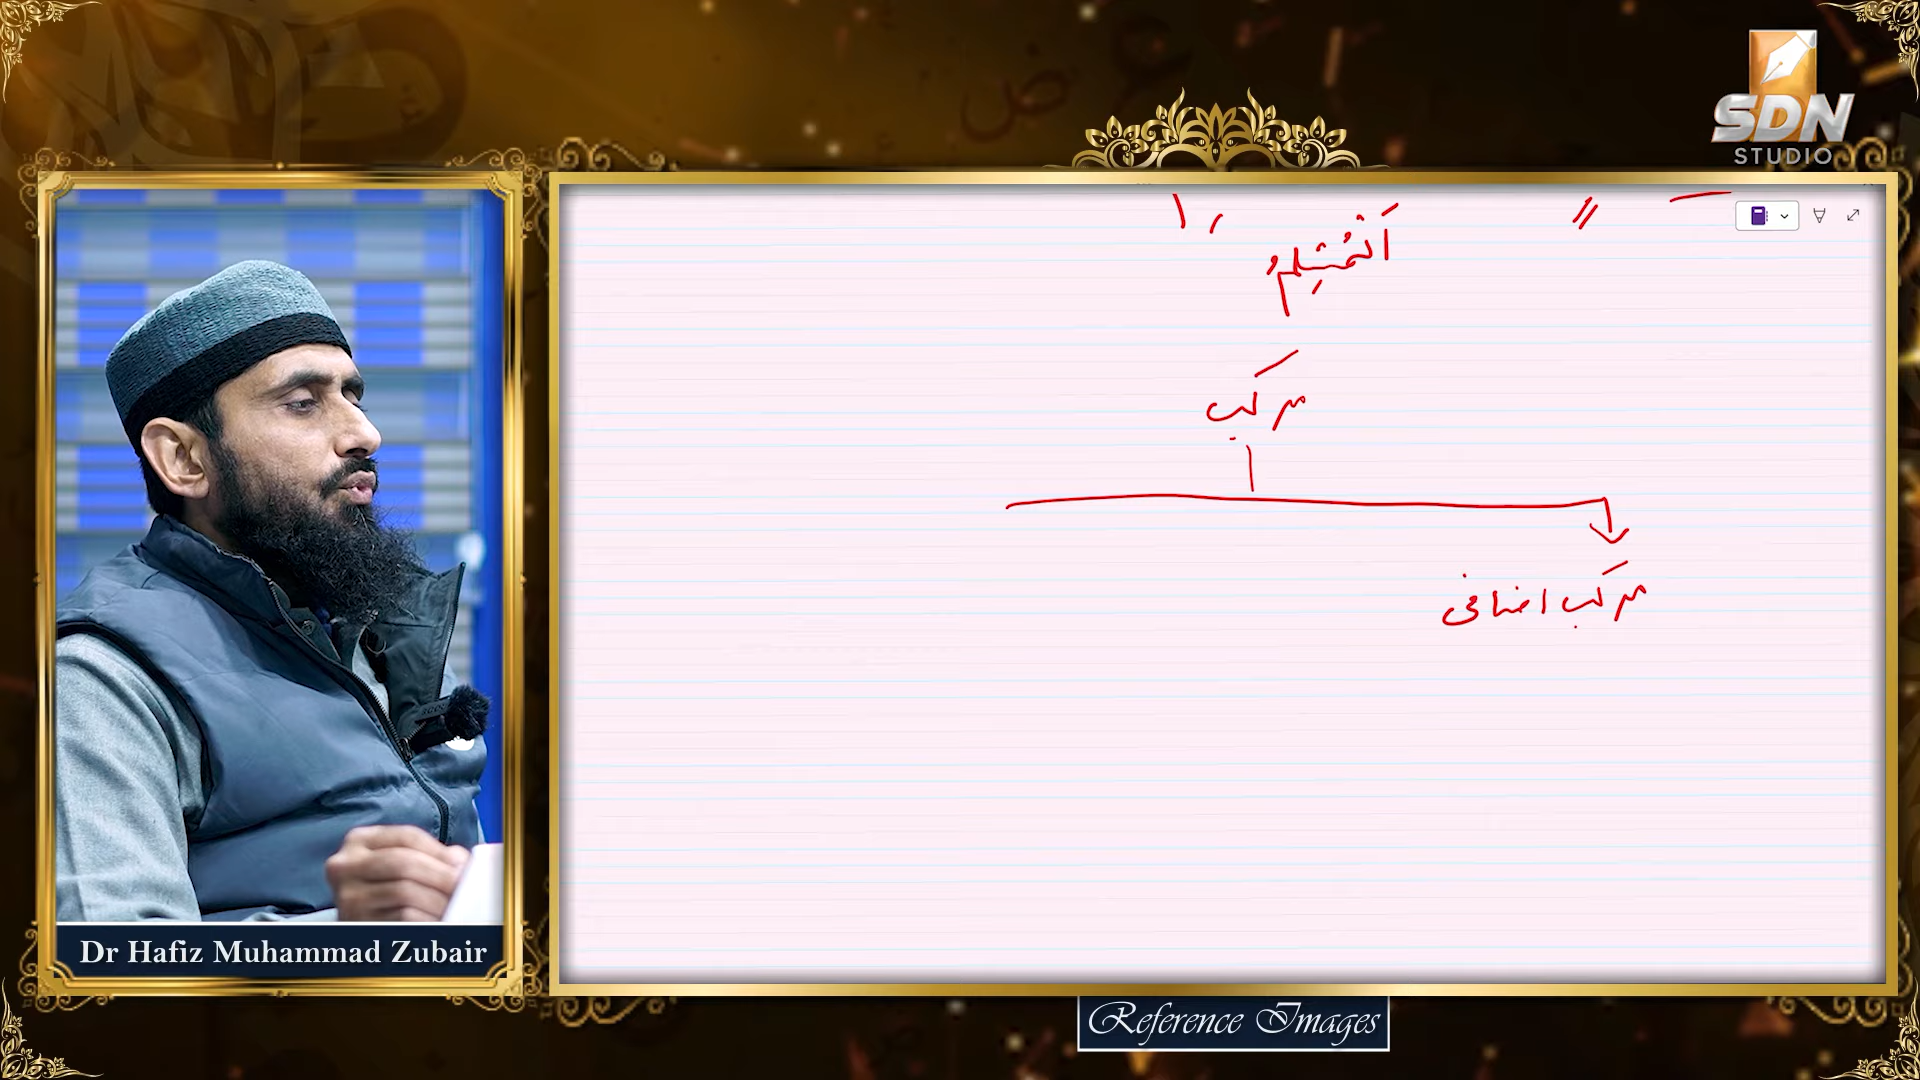 SDN
STUDIO
اَلْمُسْلِمُ
مرکب
مرکب اضافی
Dr Hafiz Muhammad Zubair
Reference Images